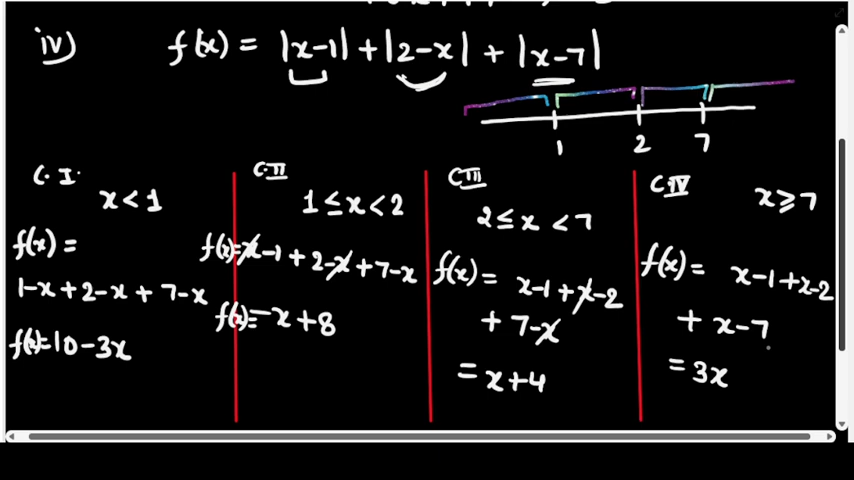 iv) f(x) = |x-1| + |2-x| + |x-7|
1 2 7
C.I.
x < 1
f(x) =
1-x + 2-x + 7-x
f(x)=10-3x
C.II
1 ≤ x < 2
f(x)=x-1 + 2-x + 7-x
f(x)=-x+8
C.III
2 ≤ x < 7
f(x) = x-1 + x-2
+ 7-x
= x+4
C.IV
x ≥ 7
f(x) = x-1+x-2
+ x-7
= 3x